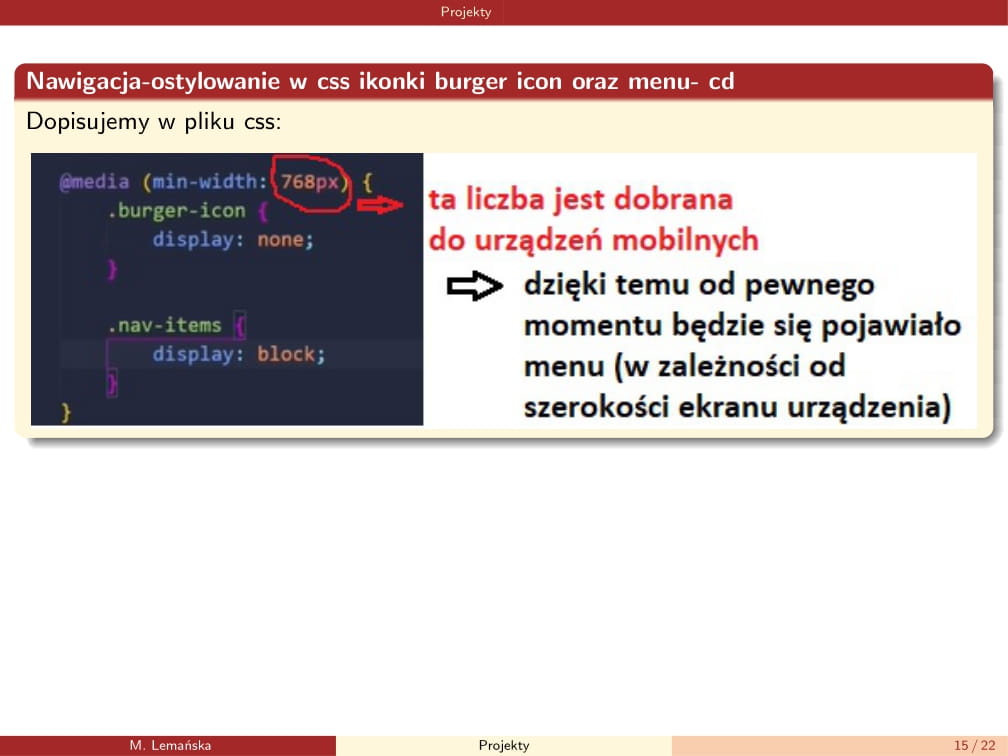 Projekty
Nawigacja-ostylowanie w css ikonki burger icon oraz menu- cd
Dopisujemy w pliku css:
@media (min-width: 768px) {
.burger-icon {
display: none;
}
.nav-items {
display: block;
}
}
ta liczba jest dobrana
do urządzeń mobilnych
dzięki temu od pewnego
momentu będzie się pojawiało
menu (w zależności od
szerokości ekranu urządzenia)
M. Lemańska
Projekty
15 / 22